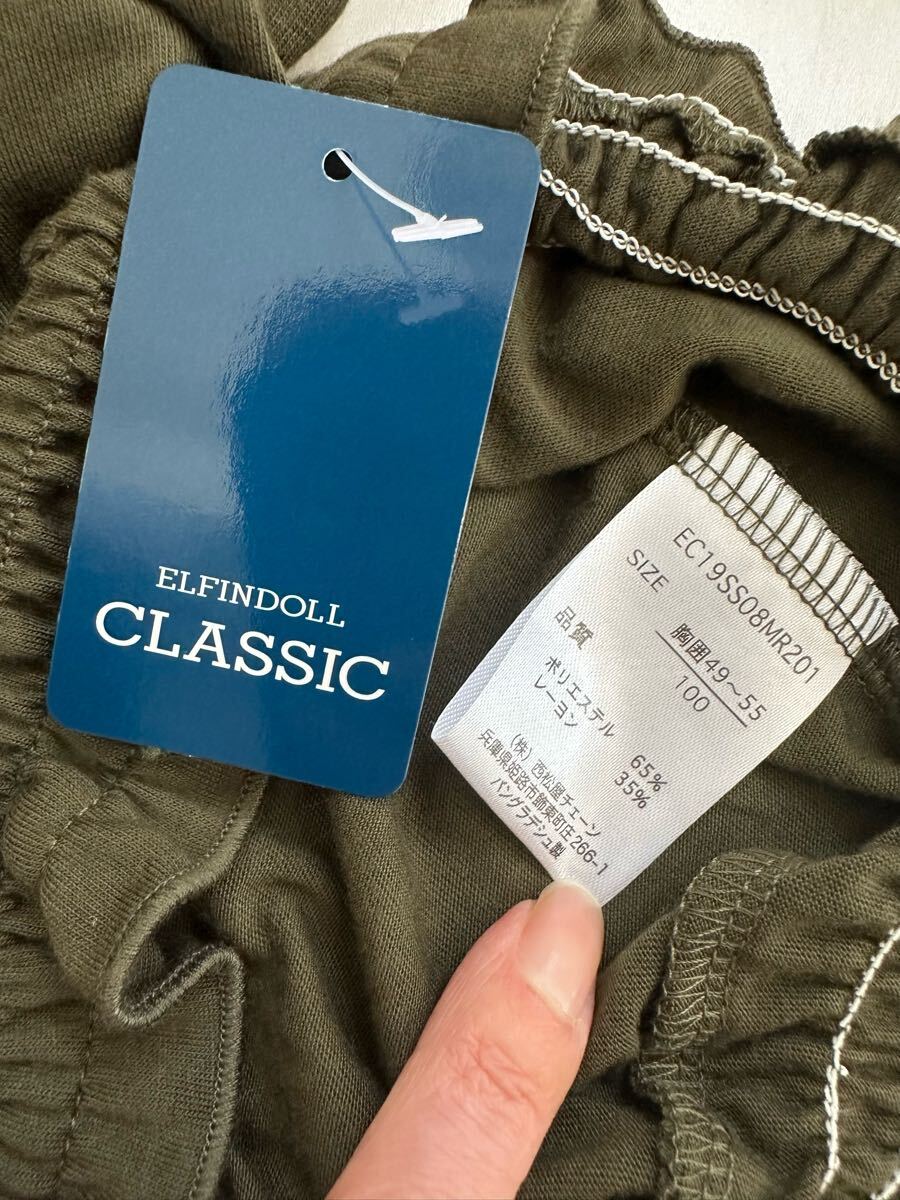 ELFINDOLL
CLASSIC
EC19SS08MR201
SIZE
胸囲49～55
100
品質
ポリエステル 65%
レーヨン 35%
(株)西松屋チェーン
兵庫県姫路市飾東町庄266-1
バングラデシュ製